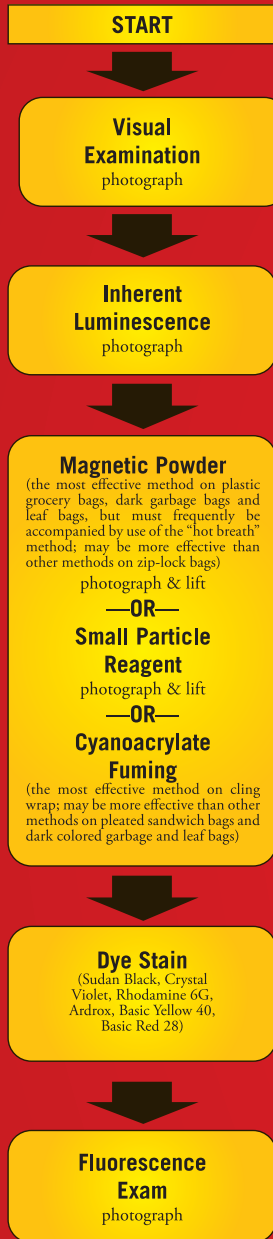 START
Visual
Examination
photograph
Inherent
Luminescence
photograph
Magnetic Powder
(the most effective method on plastic
grocery bags, dark garbage bags and
leaf bags, but must frequently be
accompanied by use of the “hot breath”
method; may be more effective than
other methods on zip-lock bags)
photograph & lift
—OR—
Small Particle
Reagent
photograph & lift
—OR—
Cyanoacrylate
Fuming
(the most effective method on cling
wrap; may be more effective than other
methods on pleated sandwich bags and
dark colored garbage and leaf bags)
Dye Stain
(Sudan Black, Crystal
Violet, Rhodamine 6G,
Ardrox, Basic Yellow 40,
Basic Red 28)
Fluorescence
Exam
photograph